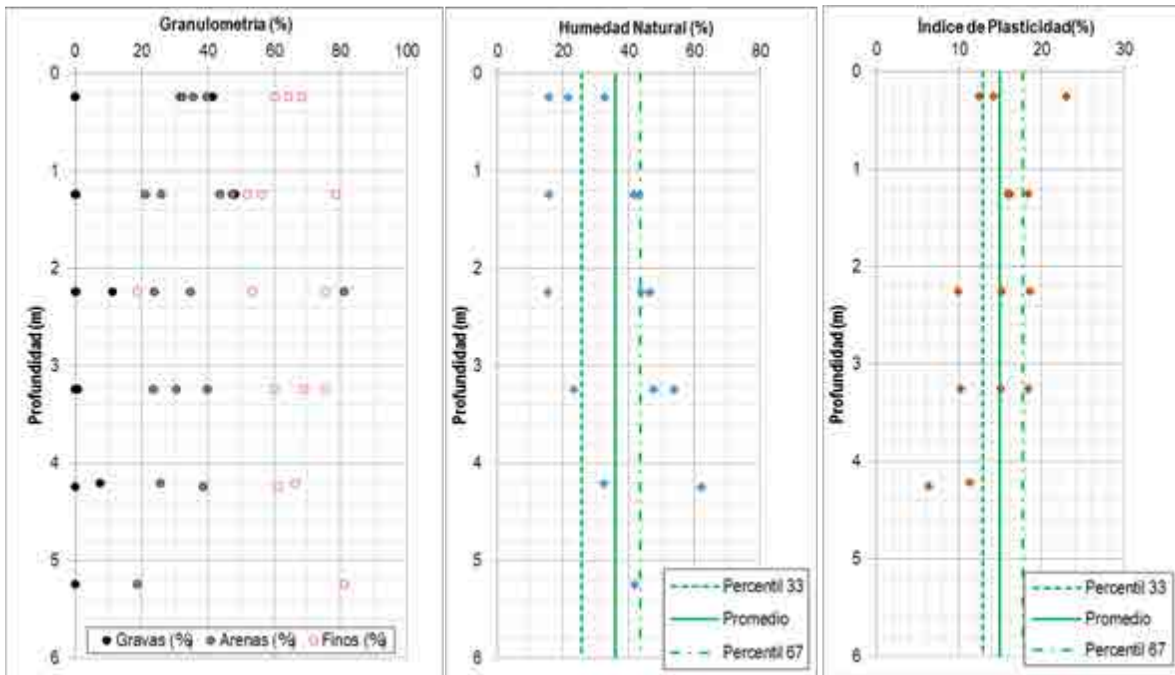 Granulometria (%)
0 20 40 60 80 100
0
1
2
3
4
5
6
Profundidad (m)
Gravas (%) Arenas (%) Finos (%)
Humedad Natural (%)
0 20 40 60 80
0
1
2
3
4
5
6
Profundidad (m)
Percentil 33
Promedio
Percentil 67
Índice de Plasticidad(%)
0 10 20 30
0
1
2
3
4
5
6
Profundidad (m)
Percentil 33
Promedio
Percentil 67